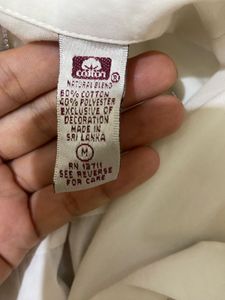 cotton
NATURAL BLEND
60% COTTON
40% POLYESTER
EXCLUSIVE OF
DECORATION
MADE IN
SRI LANKA
M
RN 13711
SEE REVERSE
FOR CARE